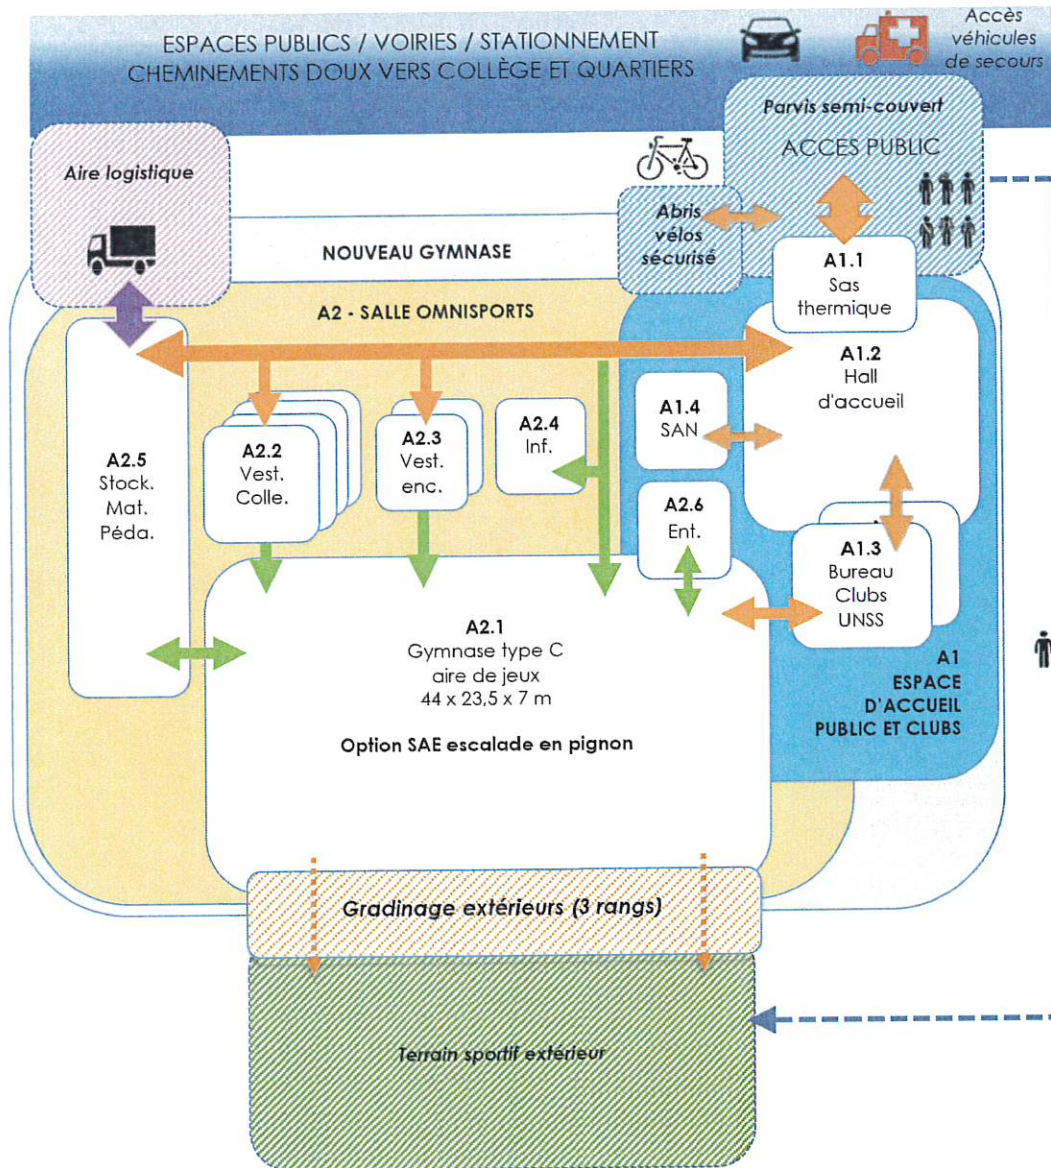 ESPACES PUBLICS / VOIRIES / STATIONNEMENT
CHEMINEMENTS DOUX VERS COLLÈGE ET QUARTIERS
Accès
véhicules
de secours
Parvis semi-couvert
ACCES PUBLIC
Aire logistique
Abris
vélos
sécurisé
NOUVEAU GYMNASE
A1.1
Sas
thermique
A2 - SALLE OMNISPORTS
A1.2
Hall
d'accueil
A1.4
SAN
A2.4
Inf.
A2.3
Vest.
enc.
A2.2
Vest.
Colle.
A2.5
Stock.
Mat.
Péda.
A2.6
Ent.
A1.3
Bureau
Clubs
UNSS
A2.1
Gymnase type C
aire de jeux
44 x 23,5 x 7 m
Option SAE escalade en pignon
A1
ESPACE
D'ACCUEIL
PUBLIC ET CLUBS
Gradinage extérieurs (3 rangs)
Terrain sportif extérieur